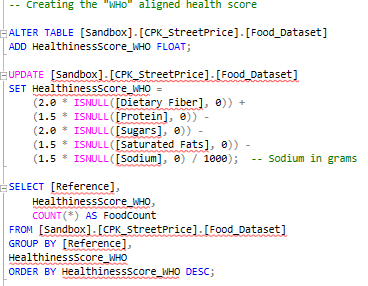 -- Creating the "WHO" aligned health score
ALTER TABLE [Sandbox].[CPK_StreetPrice].[Food_Dataset]
ADD HealthinessScore_WHO FLOAT;
UPDATE [Sandbox].[CPK_StreetPrice].[Food_Dataset]
SET HealthinessScore_WHO =
(2.0 * ISNULL([Dietary Fiber], 0)) +
(1.5 * ISNULL([Protein], 0)) -
(2.0 * ISNULL([Sugars], 0)) -
(1.5 * ISNULL([Saturated Fats], 0)) -
(1.5 * ISNULL([Sodium], 0) / 1000);  -- Sodium in grams
SELECT [Reference],
HealthinessScore_WHO,
COUNT(*) AS FoodCount
FROM [Sandbox].[CPK_StreetPrice].[Food_Dataset]
GROUP BY [Reference],
HealthinessScore_WHO
ORDER BY HealthinessScore_WHO DESC;